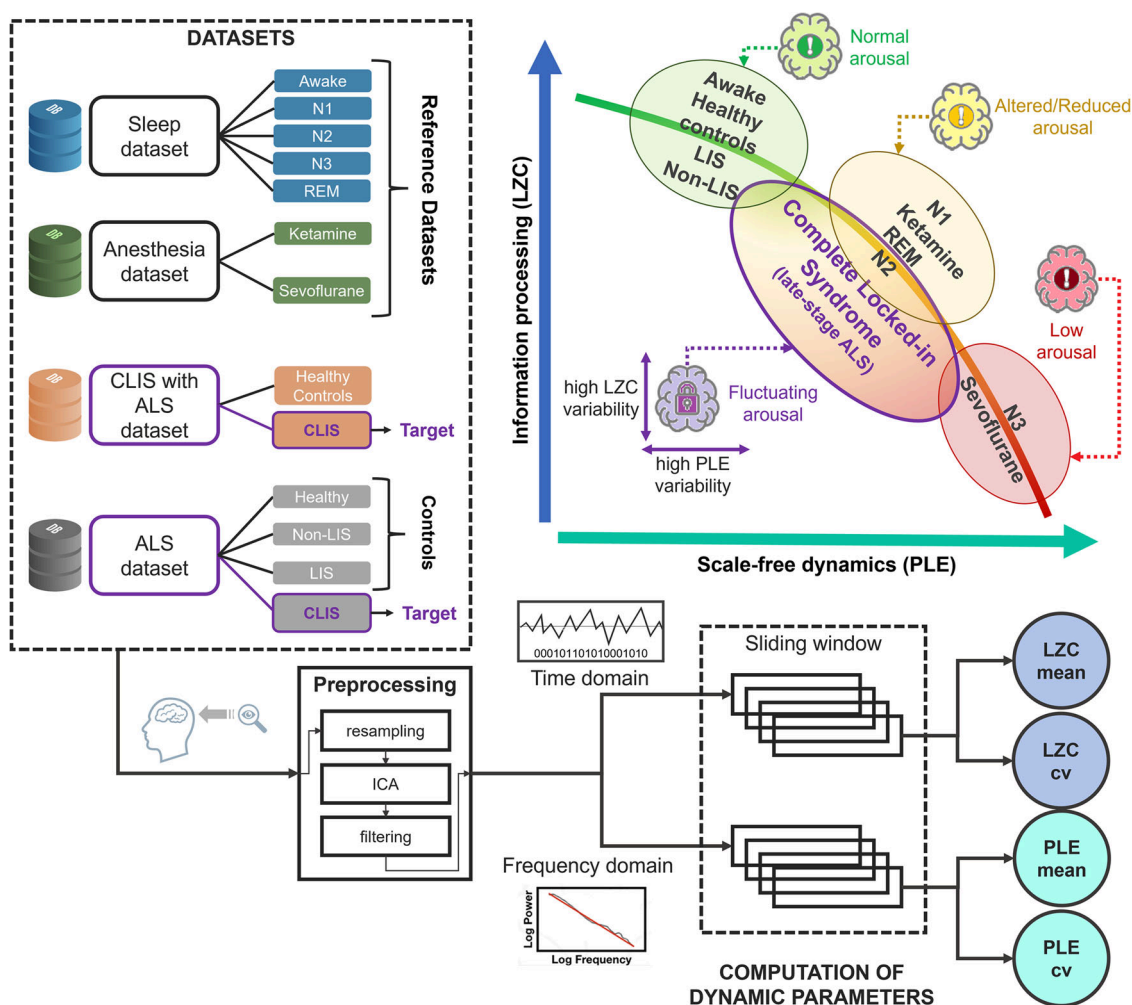 DATASETS
DB
Sleep
dataset
Awake
N1
N2
N3
REM
DB
Anesthesia
dataset
Ketamine
Sevoflurane
Reference Datasets
DB
CLIS with
ALS
dataset
Healthy
Controls
CLIS
Target
DB
ALS
dataset
Healthy
Non-LIS
LIS
Controls
CLIS
Target
Information processing (LZC)
Scale-free dynamics (PLE)
Normal
arousal
Awake
Healthy
controls
LIS
Non-LIS
Altered/Reduced
arousal
N1
Ketamine
REM
N2
Complete Locked-in
Syndrome
(late-stage ALS)
Low
arousal
N3
Sevoflurane
high LZC
variability
Fluctuating
arousal
high PLE
variability
Preprocessing
resampling
ICA
filtering
000101101010001010
Time domain
Frequency domain
Log Power
Log Frequency
Sliding window
COMPUTATION OF
DYNAMIC PARAMETERS
LZC
mean
LZC
cv
PLE
mean
PLE
cv